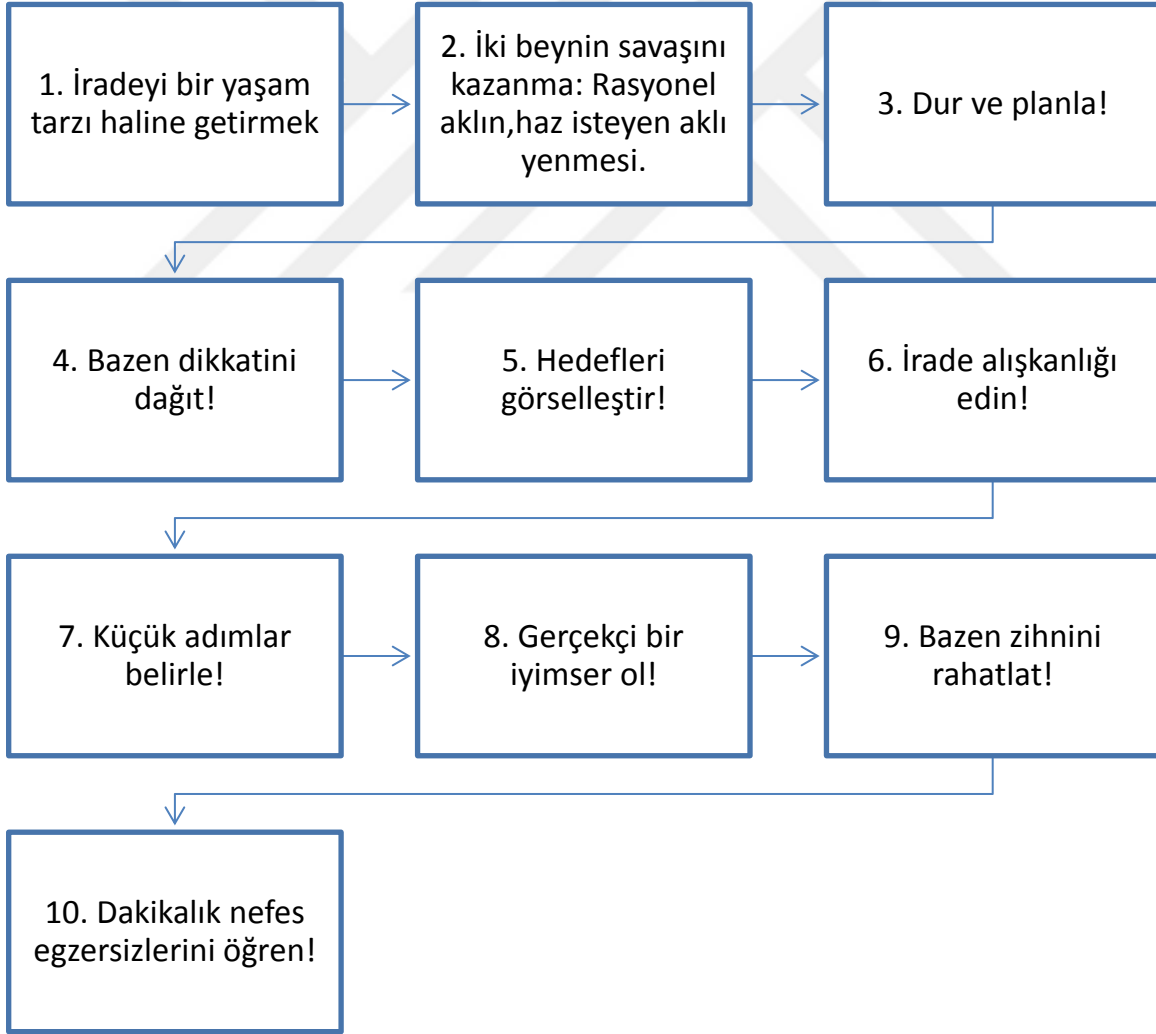 1. İradeyi bir yaşam
tarzı haline getirmek
2. İki beynin savaşını
kazanma: Rasyonel
aklın,haz isteyen aklı
yenmesi.
3. Dur ve planla!
4. Bazen dikkatini
dağıt!
5. Hedefleri
görselleştir!
6. İrade alışkanlığı
edin!
7. Küçük adımlar
belirle!
8. Gerçekçi bir
iyimser ol!
9. Bazen zihnini
rahatlat!
10. Dakikalık nefes
egzersizlerini öğren!